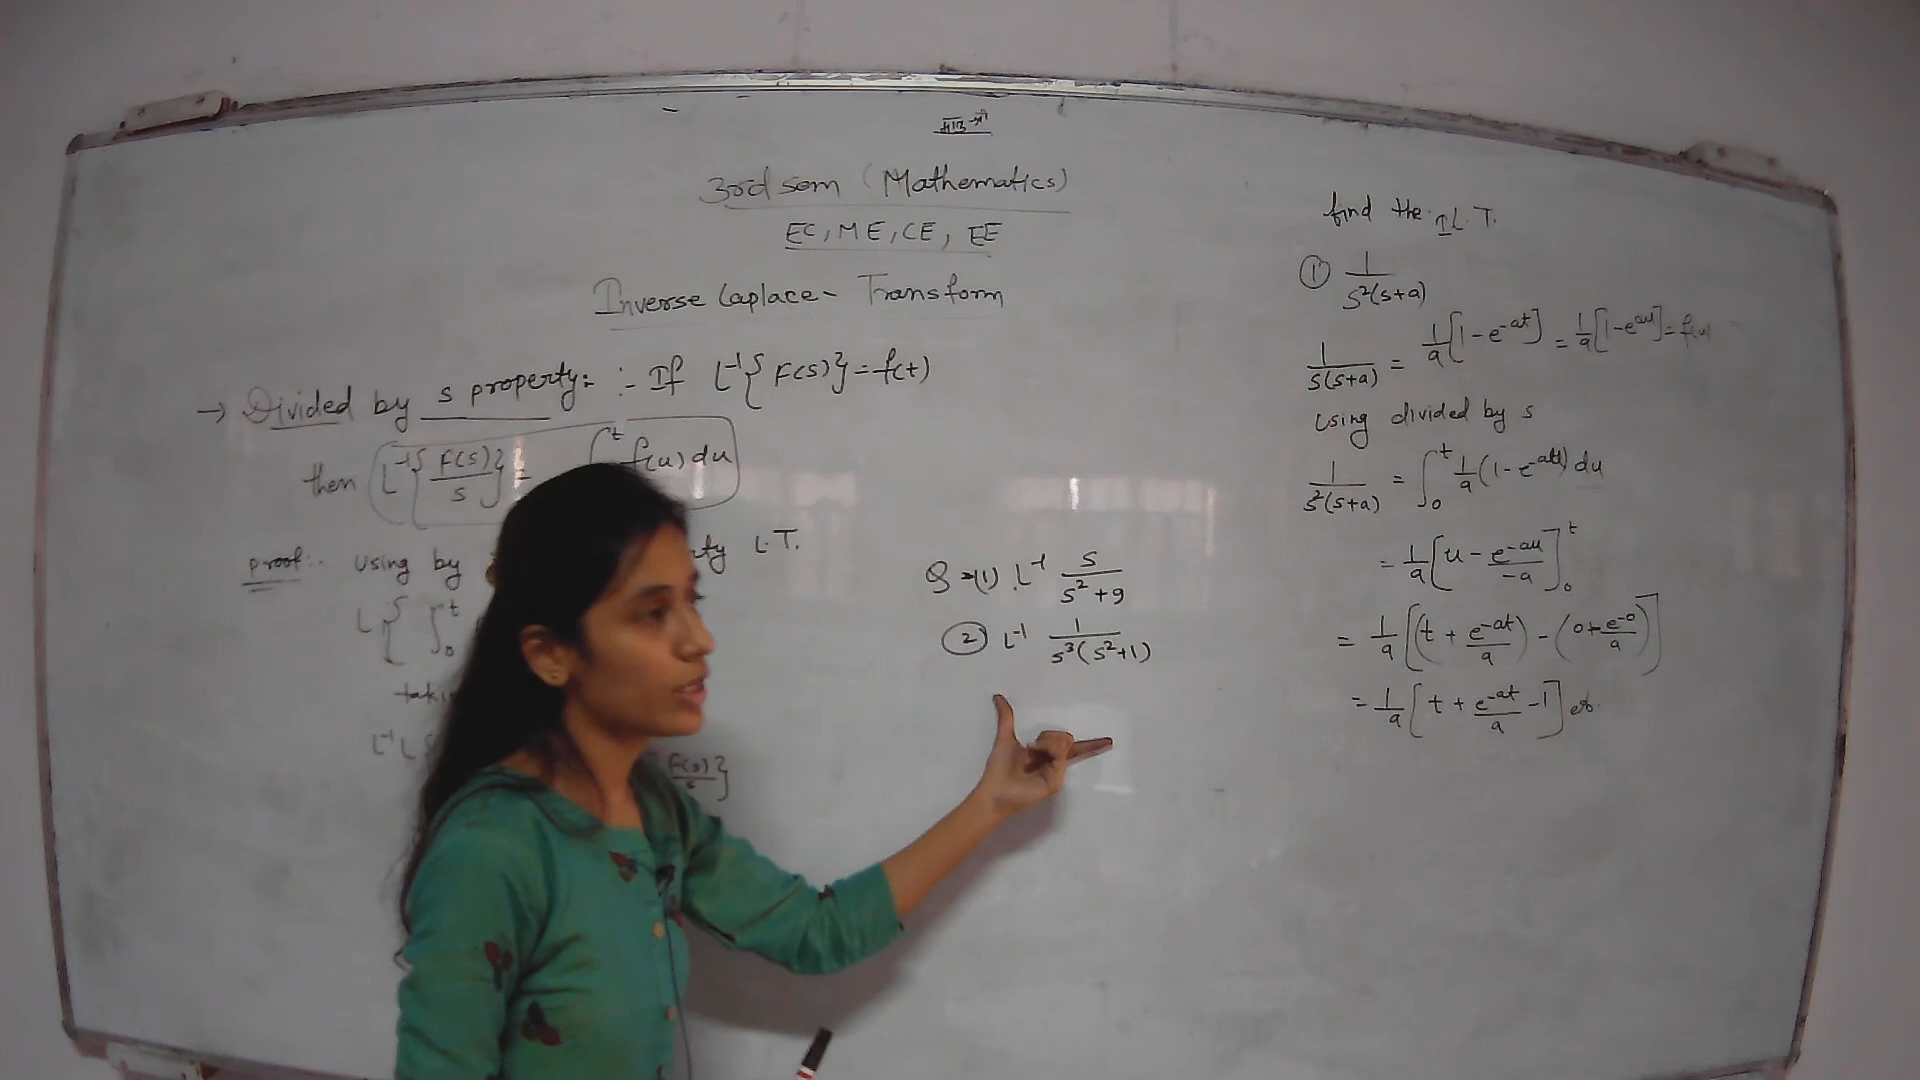 3rd sem (Mathematics)
EC, ME, CE, EE
Inverse Laplace - Transform
→ Divided by s property:- :- If L⁻¹{F(s)} = f(t)
then L⁻¹{F(s)/s} = ∫ᵗ f(u) du
proof:- Using by L.T.
L{∫₀ᵗ
L⁻¹L{
F(s)/s}
Q → (1) L⁻¹ s/(s²+9)
(2) L⁻¹ 1/(s³(s²+1))
find the I L.T.
(1) 1/(s²(s+a))
1/(s(s+a)) = 1/a[1-e⁻ᵃᵗ] = 1/a[1-eᵃᵘ] = f(u)
Using divided by s
1/(s²(s+a)) = ∫₀ᵗ 1/a(1-e⁻ᵃᵘ) du
= 1/a[u - e⁻ᵃᵘ/-a]₀ᵗ
= 1/a[(t + e⁻ᵃᵗ/a) - (0+e⁻⁰/a)]
= 1/a[t + e⁻ᵃᵗ/a - 1]